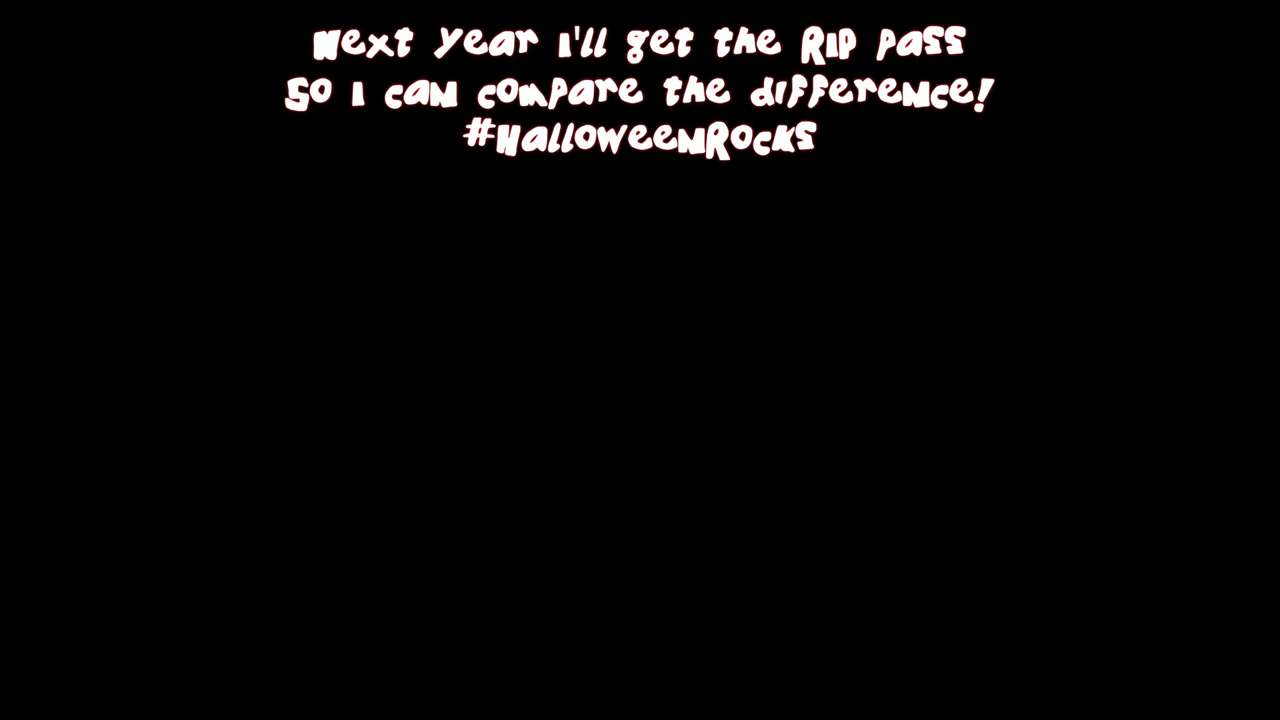 Next year I'll get the RIP pass
So I can compare the difference!
#HalloweenRocks